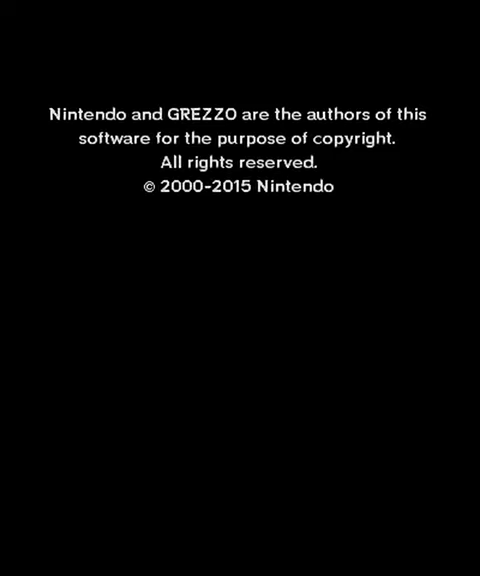 Nintendo and GREZZO are the authors of this
software for the purpose of copyright.
All rights reserved.
© 2000-2015 Nintendo